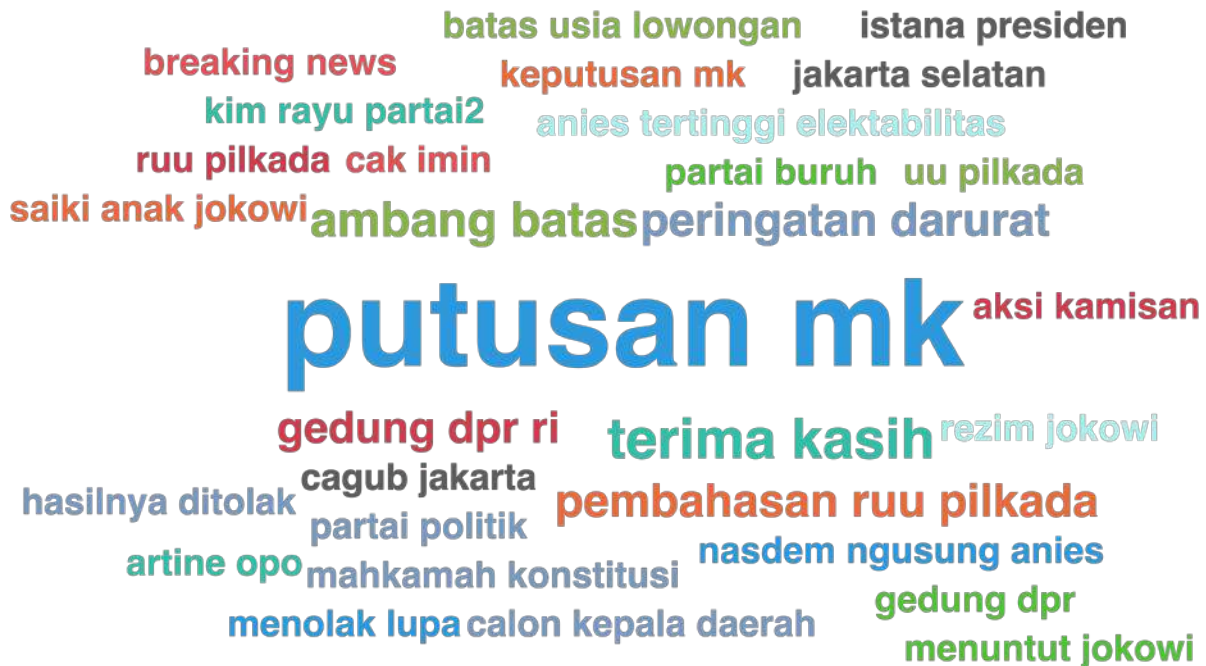 batas usia lowongan istana presiden
breaking news keputusan mk jakarta selatan
kim rayu partai2 anies tertinggi elektabilitas
ruu pilkada cak imin partai buruh uu pilkada
saiki anak jokowi ambang batas peringatan darurat
putusan mk aksi kamisan
gedung dpr ri terima kasih rezim jokowi
cagub jakarta
hasilnya ditolak pembahasan ruu pilkada
partai politik
artine opo nasdem ngusung anies
mahkamah konstitusi
gedung dpr
menolak lupa calon kepala daerah
menuntut jokowi